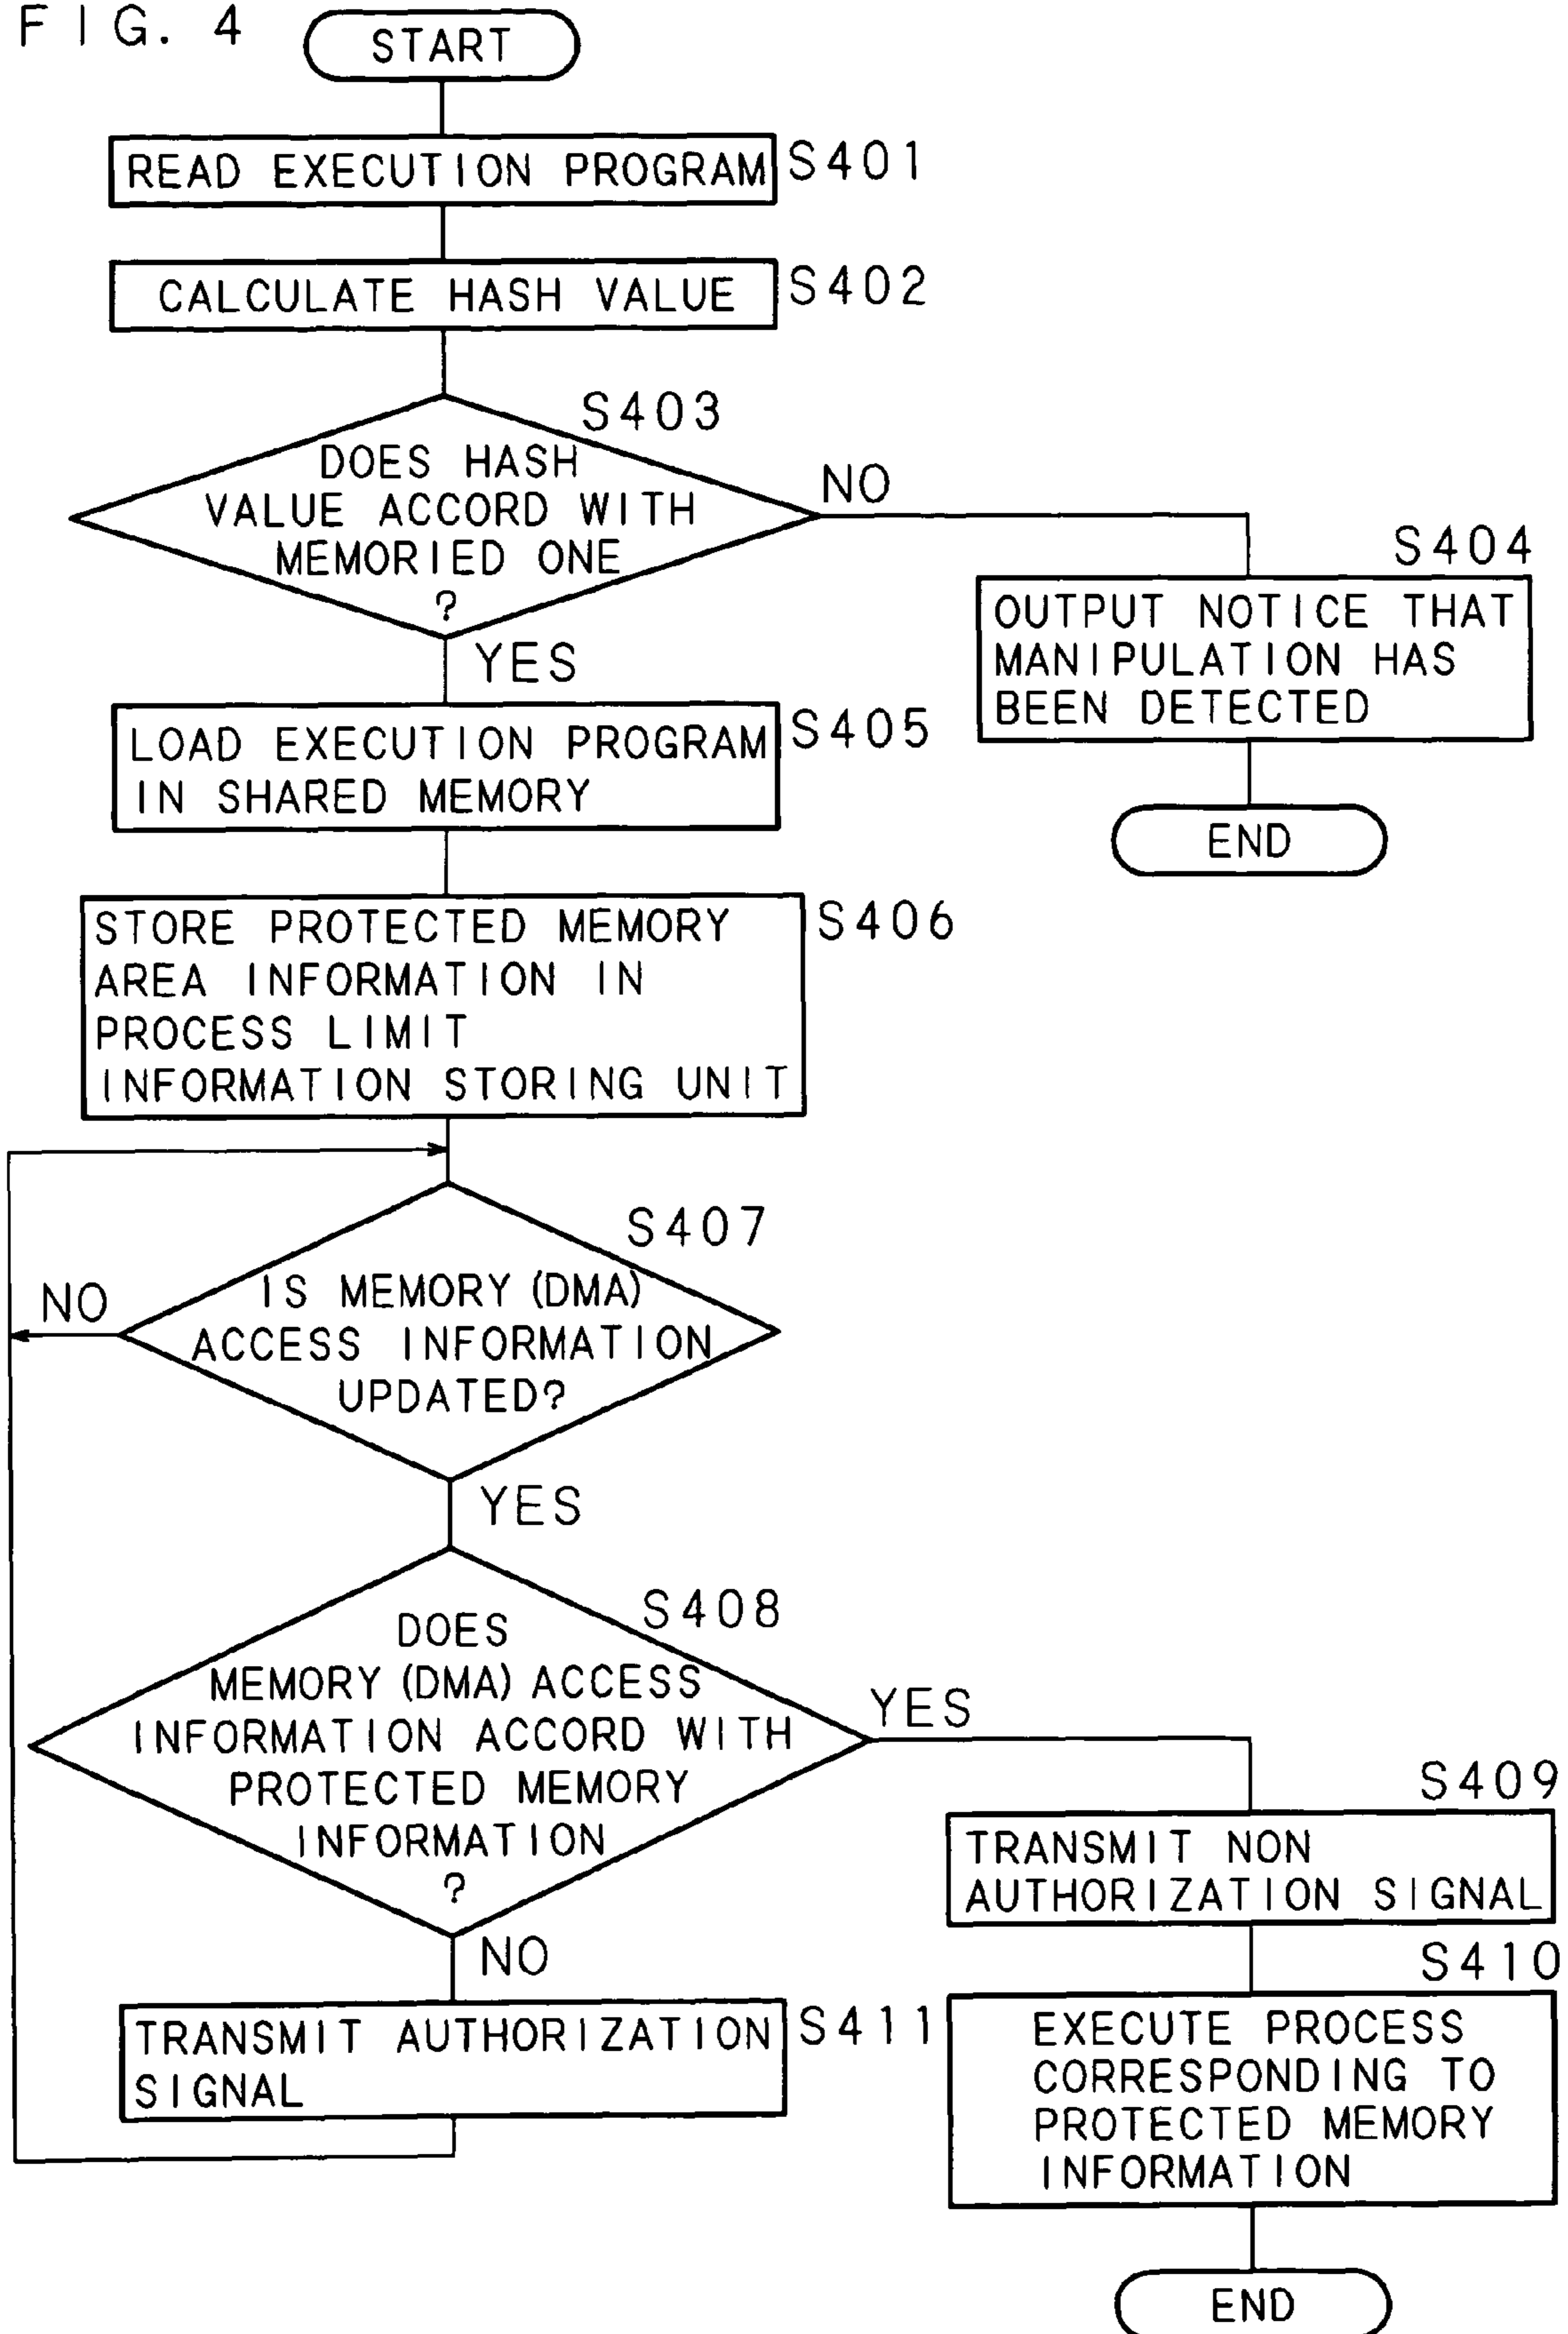 FIG. 4
START
READ EXECUTION PROGRAM
S401
CALCULATE HASH VALUE
S402
S403
DOES HASH
VALUE ACCORD WITH
MEMORIED ONE
?
NO
YES
S404
OUTPUT NOTICE THAT
MANIPULATION HAS
BEEN DETECTED
END
LOAD EXECUTION PROGRAM
IN SHARED MEMORY
S405
STORE PROTECTED MEMORY
AREA INFORMATION IN
PROCESS LIMIT
INFORMATION STORING UNIT
S406
S407
IS MEMORY (DMA)
ACCESS INFORMATION
UPDATED?
NO
YES
S408
DOES
MEMORY (DMA) ACCESS
INFORMATION ACCORD WITH
PROTECTED MEMORY
INFORMATION
?
YES
NO
S409
TRANSMIT NON
AUTHORIZATION SIGNAL
S410
EXECUTE PROCESS
CORRESPONDING TO
PROTECTED MEMORY
INFORMATION
END
TRANSMIT AUTHORIZATION
SIGNAL
S411